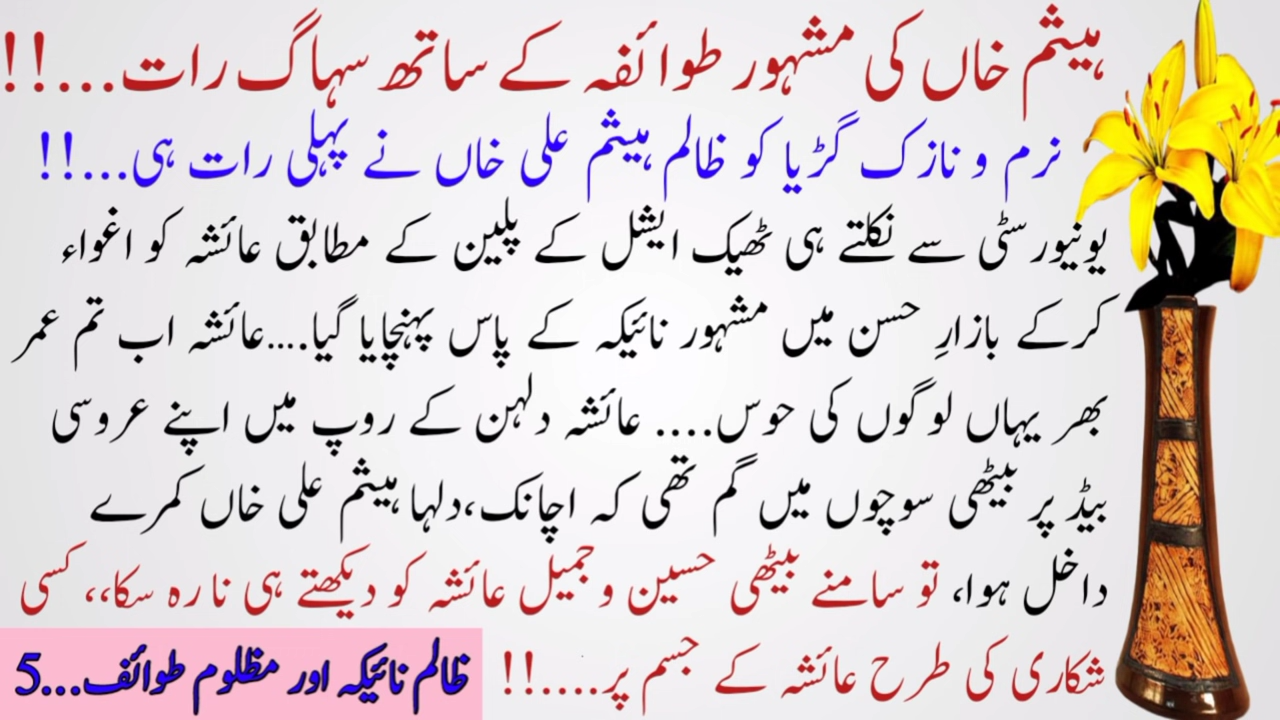 ہیثم خاں کی مشہور طوائفہ کے ساتھ سہاگ رات...!!
نرم و نازک گڑیا کو ظالم ہیثم علی خاں نے پہلی رات ہی...!!
یونیورسٹی سے نکلتے ہی ٹھیک ایشل کے پلین کے مطابق عائشہ کو اغواء
کرکے بازارِ حسن میں مشہور نائیکہ کے پاس پہنچایا گیا....عائشہ اب تم عمر
بھر یہاں لوگوں کی حوس.... عائشہ دلہن کے روپ میں اپنے عروسی
بیڈ پر بیٹھی سوچوں میں گم تھی کہ اچانک،دلہا ہیثم علی خاں کمرے
داخل ہوا، تو سامنے بیٹھی حسین وجمیل عائشہ کو دیکھتے ہی نا رہ سکا،، کسی
شکاری کی طرح عائشہ کے جسم پر....!!
ظالم نائیکہ اور مظلوم طوائف...5